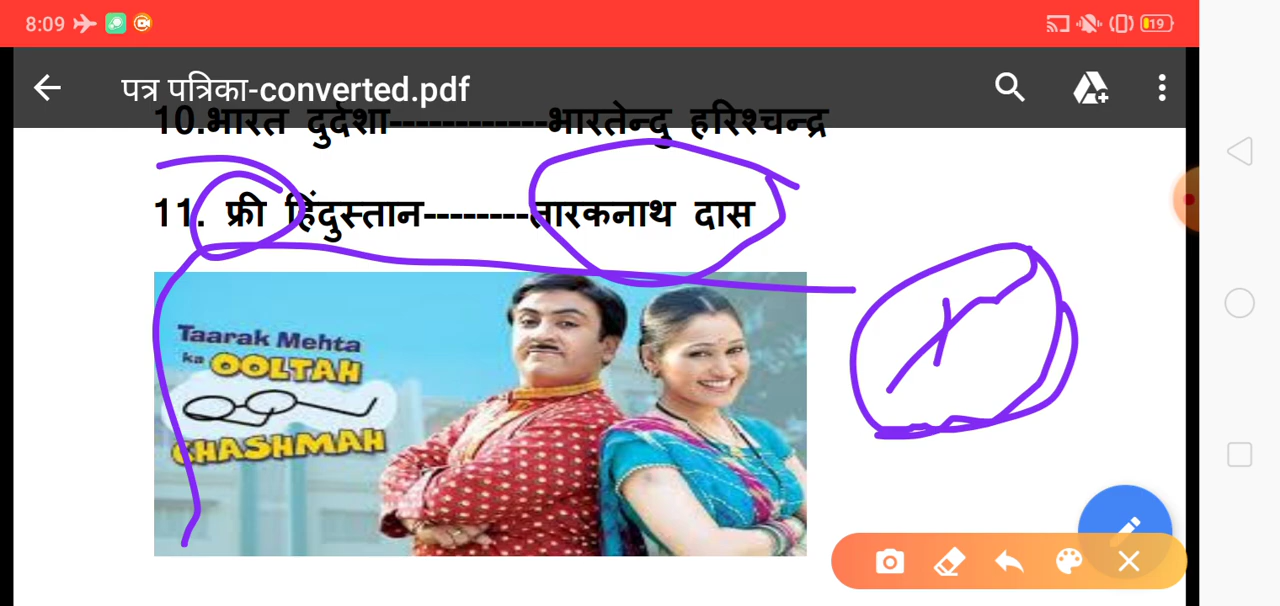 8:09
19
पत्र पत्रिका-converted.pdf
10.भारत दुर्दशा------------भारतेन्दु हरिश्चन्द्र
11. फ्री हिंदुस्तान--------तारकनाथ दास
Taarak Mehta
ka OOLTAH
CHASHMAH